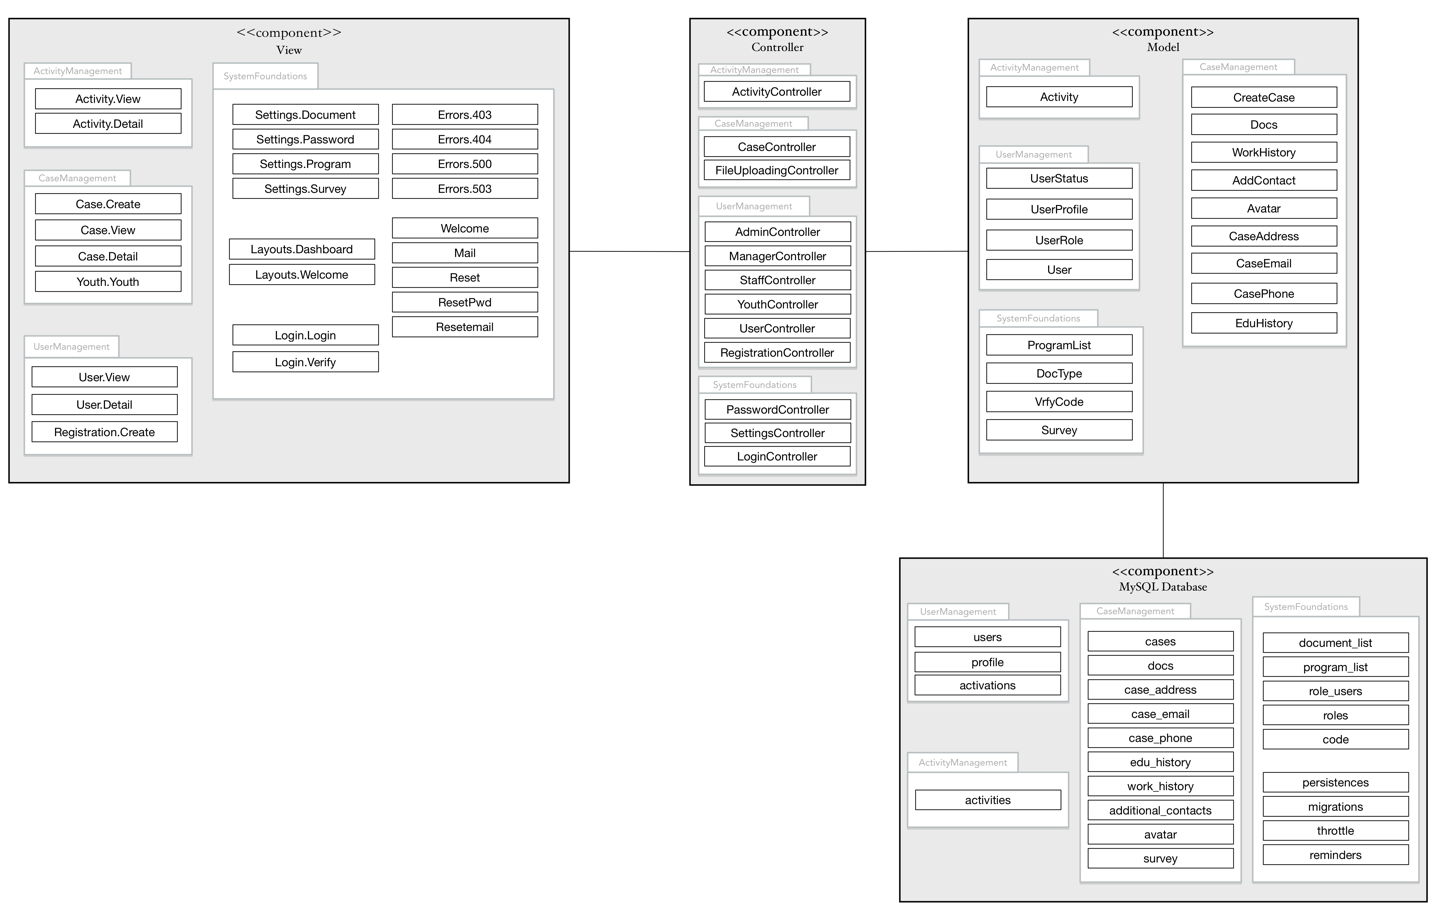 <<component>>
View
ActivityManagement
Activity.View
Activity.Detail
CaseManagement
Case.Create
Case.View
Case.Detail
Youth.Youth
UserManagement
User.View
User.Detail
Registration.Create
SystemFoundations
Settings.Document
Settings.Password
Settings.Program
Settings.Survey
Layouts.Dashboard
Layouts.Welcome
Login.Login
Login.Verify
Errors.403
Errors.404
Errors.500
Errors.503
Welcome
Mail
Reset
ResetPwd
Resetemail
<<component>>
Controller
ActivityManagement
ActivityController
CaseManagement
CaseController
FileUploadingController
UserManagement
AdminController
ManagerController
StaffController
YouthController
UserController
RegistrationController
SystemFoundations
PasswordController
SettingsController
LoginController
<<component>>
Model
ActivityManagement
Activity
UserManagement
UserStatus
UserProfile
UserRole
User
SystemFoundations
ProgramList
DocType
VrfyCode
Survey
CaseManagement
CreateCase
Docs
WorkHistory
AddContact
Avatar
CaseAddress
CaseEmail
CasePhone
EduHistory
<<component>>
MySQL Database
UserManagement
users
profile
activations
ActivityManagement
activities
CaseManagement
cases
docs
case_address
case_email
case_phone
edu_history
work_history
additional_contacts
avatar
survey
SystemFoundations
document_list
program_list
role_users
roles
code
persistences
migrations
throttle
reminders